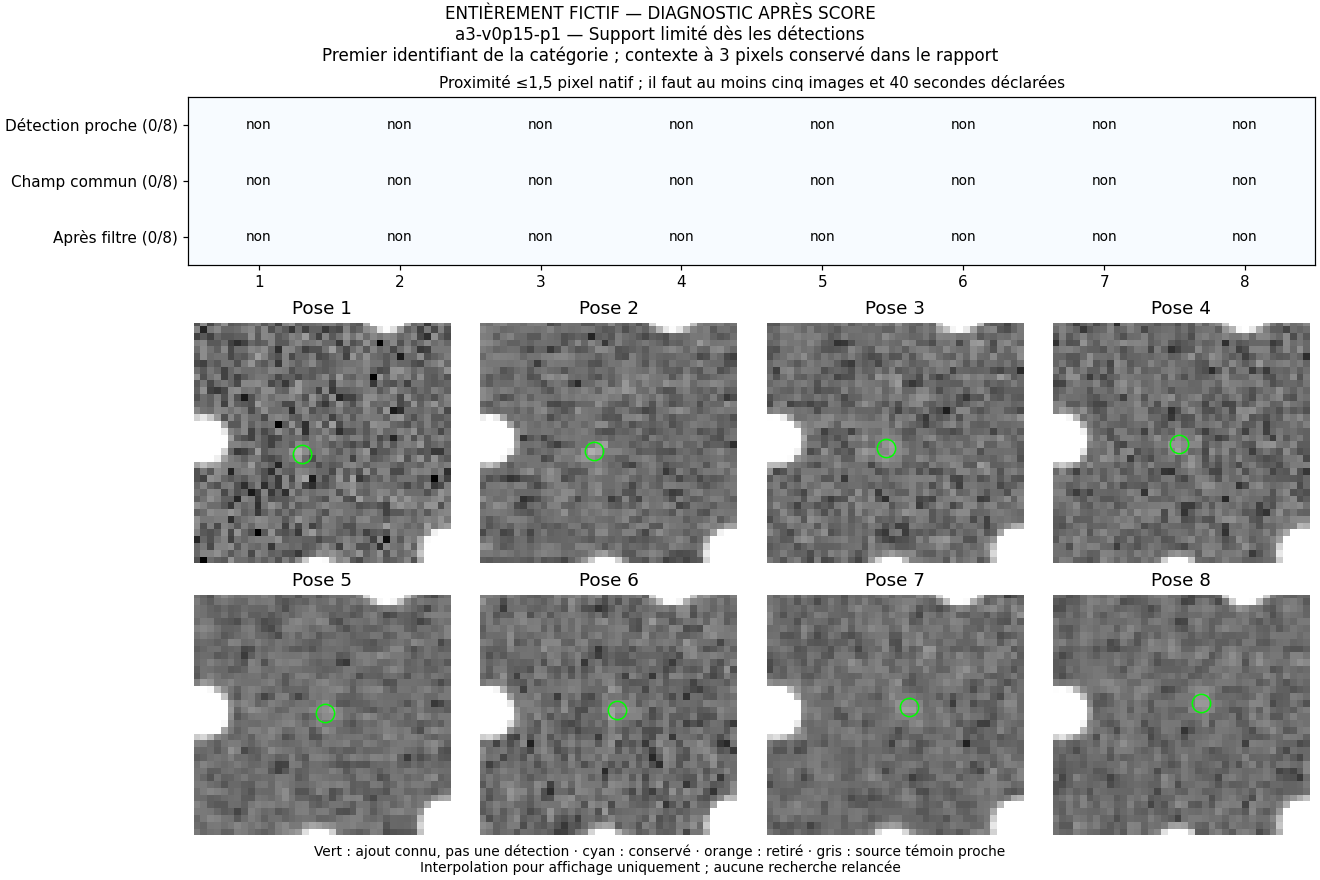 ENTIÈREMENT FICTIF — DIAGNOSTIC APRÈS SCORE
a3-v0p15-p1 — Support limité dès les détections
Premier identifiant de la catégorie ; contexte à 3 pixels conservé dans le rapport
Proximité ≤1,5 pixel natif ; il faut au moins cinq images et 40 secondes déclarées
Détection proche (0/8) non non non non non non non non
Champ commun (0/8) non non non non non non non non
Après filtre (0/8) non non non non non non non non
1 2 3 4 5 6 7 8
Pose 1 Pose 2 Pose 3 Pose 4
Pose 5 Pose 6 Pose 7 Pose 8
Vert : ajout connu, pas une détection · cyan : conservé · orange : retiré · gris : source témoin proche
Interpolation pour affichage uniquement ; aucune recherche relancée